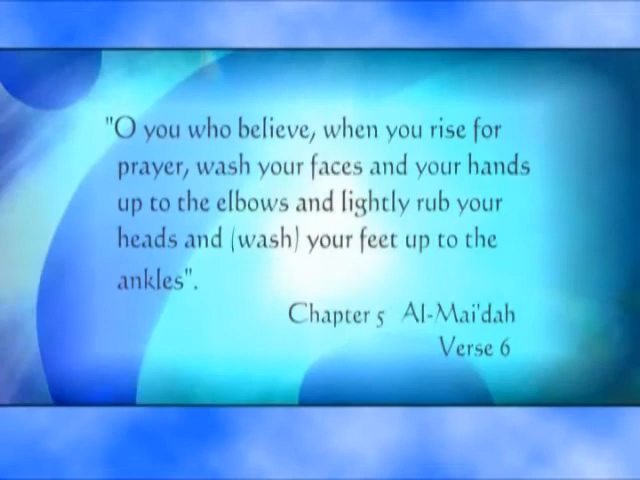 "O you who believe, when you rise for
prayer, wash your faces and your hands
up to the elbows and lightly rub your
heads and (wash) your feet up to the
ankles".
Chapter 5 Al-Mai'dah
Verse 6